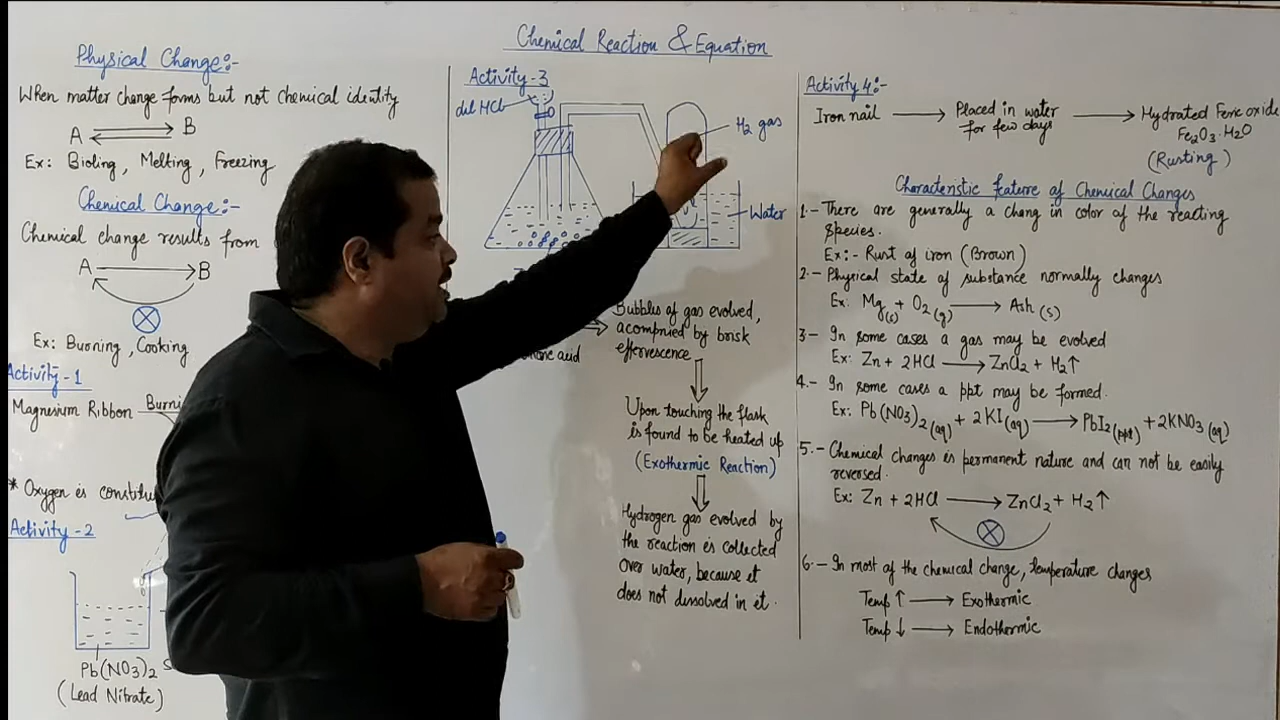 Chemical Reaction & Equation
Physical Change:-
When matter change forms but not chemical identity
A B
Ex: Bioling, Melting, Freezing
Chemical Change:-
Chemical change results from
A B
Ex: Burning, Cooking
Activity-1
Magnesium Ribbon Burni
* Oxygen is constitu
Activity-2
Pb(NO3)2 S
(Lead Nitrate)
Activity-3
dil HCl
H2 gas
Water
Bubbles of gas evolved,
acompnied by brisk
effervescence
acid
Upon touching the flask
is found to be heated up
(Exothermic Reaction)
Hydrogen gas evolved by
the reaction is collected
over water, because it
does not dissolved in it.
Activity 4:-
Iron nail → Placed in water → Hydrated Ferric oxide
for few days Fe2O3·H2O
(Rusting)
Characteristic feature of Chemical Changes
1.- There are generally a chang in color of the reacting
species.
Ex:- Rust of iron (Brown)
2.- Physical state of substance normally changes
Ex: Mg(s) + O2(g) → Ash(s)
3- In some cases a gas may be evolved
Ex: Zn + 2HCl → ZnCl2 + H2↑
4.- In some cases a ppt may be formed.
Ex: Pb(NO3)2(aq) + 2KI(aq) → PbI2(ppt) + 2KNO3(aq)
5.- Chemical changes is permanent nature and can not be easily
reversed.
Ex: Zn + 2HCl → ZnCl2 + H2↑
6.- In most of the chemical change, temperature changes
Temp ↑ → Exothermic
Temp ↓ → Endothermic